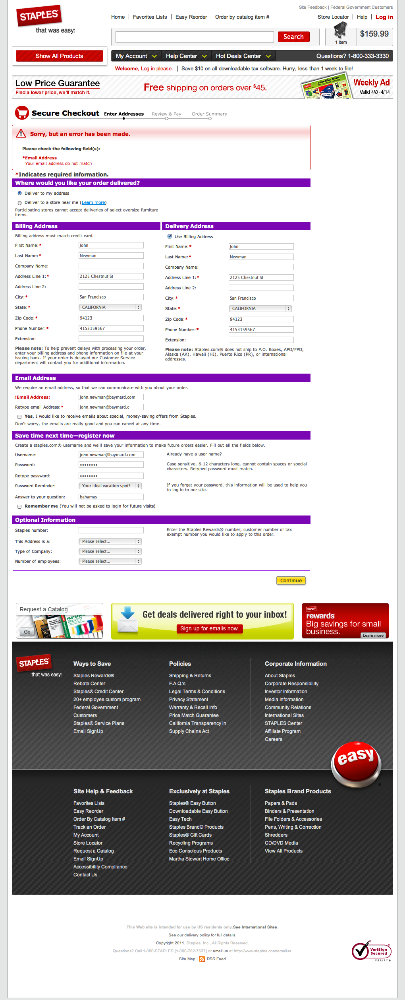 Site Feedback | Federal Government Customers
STAPLES
that was easy.
Home | Favorites Lists | Easy Reorder | Order by catalog item #
Store Locator | Help | Log in
Search
1 item
$159.99
Show All Products
My Account
Help Center
Hot Deals Center
Questions? 1-800-333-3330
Welcome, Log in please. | Save $10 on all downloadable tax software. Hurry, less than 1 week to file!
Low Price Guarantee
Find a lower price, we'll match it.
Free shipping on orders over $45.
Incredible deals
for your small business.
Weekly Ad
Valid 4/8 -4/14
Secure Checkout
Enter Addresses
Review & Pay
Order Summary
Sorry, but an error has been made.
Please check the following field(s):
*Email Address
Your email address do not match
*Indicates required information.
Where would you like your order delivered?
Deliver to my address
Deliver to a store near me (Learn more)
Participating stores cannot accept deliveries of select oversize furniture
items.
Billing Address
Billing address must match credit card.
First Name:* John
Last Name:* Newman
Company Name:
Address Line 1:* 2125 Chestnut St
Address Line 2:
City:* San Francisco
State:* CALIFORNIA
Zip Code:* 94123
Phone Number:* 4153159567
Extension:
Please note: To help prevent delays with processing your order,
enter your billing address and phone information on file at your
issuing bank. If your order is delayed our Customer Service
department will contact you for additional information.
Delivery Address
Use Billing Address
First Name:* John
Last Name:* Newman
Company Name:
Address Line 1:* 2125 Chestnut St
Address Line 2:
City:* San Francisco
State:* CALIFORNIA
Zip Code:* 94123
Phone Number:* 4153159567
Extension:
Please note: Staples.com® does not ship to P.O. Boxes, APO/FPO,
Alaska (AK), Hawaii (HI), Puerto Rico (PR), or international
addresses.
Email Address
We require an email address, so that we can communicate with you about your order.
!Email Address: john.newman@baymard.com
Retype email Address:* john.newman@baymard.c
Yes, I would like to receive emails about special, money-saving offers from Staples.
Don't worry, the emails are really good and you can cancel at any time.
Save time next time—register now
Create a staples.com® username and we'll save your information to make future orders easier. Fill out all the fields below.
Username: john.newman@baymard.com
Already have a user name?
Password: ••••••••
Case sensitive, 6-12 characters long, cannot contain spaces or special
characters. Retyped password must match.
Retype password: ••••••••
Password Reminder: Your ideal vacation spot?
If you forget your password, this information will be used to help you
to log in to our site.
Answer to your question: bahamas
Remember me (You will not be asked to login for future visits)
Optional Information
Staples number:
Enter the Staples Rewards® number, customer number or tax
exempt number you would like to apply to this order.
This Address is a: Please select...
Type of Company: Please select...
Number of employees: Please select...
Continue
Request a Catalog
FAST&FREE
DELIVERY
Go
Get deals delivered right to your inbox!
Sign up for emails now.
STAPLES
rewards
Big savings for small
business.
Learn more
STAPLES
that was easy.
Ways to Save
Staples Rewards®
Rebate Center
Staples® Credit Center
20+ employee custom program
Federal Government
Customers
Staples® Service Plans
Email SignUp
Policies
Shipping & Returns
F.A.Q.'s
Legal Terms & Conditions
Privacy Statement
Warranty & Recall Info
Price Match Guarantee
California Transparency in
Supply Chains Act
Corporate Information
About Staples
Corporate Responsibility
Investor Information
Media Information
Community Relations
International Sites
STAPLES Center
Affiliate Program
Careers
easy
Site Help & Feedback
Favorites Lists
Easy Reorder
Order By Catalog Item #
Track an Order
My Account
Store Locator
Request a Catalog
Email SignUp
Accessibility Compliance
Contact Us
Exclusively at Staples
Staples® Easy Button
Downloadable Easy Button
Easy Tech
Staples Brand® Products
Staples® Gift Cards
Recycling Programs
Eco Conscious Products
Martha Stewart Home Office
Staples Brand Products
Papers & Pads
Binders & Presentation
File Folders & Accessories
Pens, Writing & Correction
Shredders
CD/DVD Media
View All Products
This Web site is intended for use by US residents only.See International Sites.
See our delivery policy for full details.
Copyright 2011, Staples, Inc., All Rights Reserved.
Questions? Call 1-800-STAPLES (1-800-782-7537) or email us at http://www.staples.com/emailus.
Site Map | RSS Feed
VeriSign
Secured
VERIFY